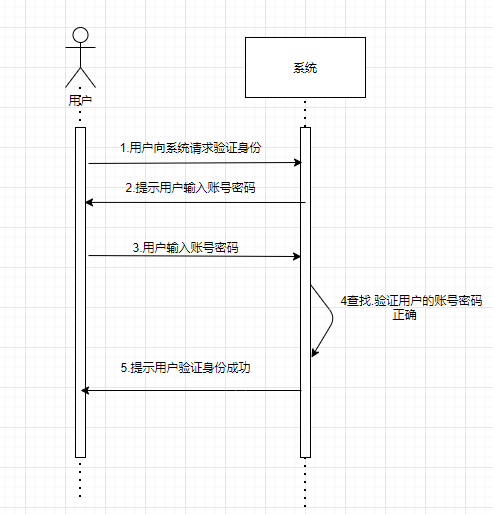 用户
系统
1.用户向系统请求验证身份
2.提示用户输入账号密码
3.用户输入账号密码
4查找.验证用户的账号密码
正确
5.提示用户验证身份成功